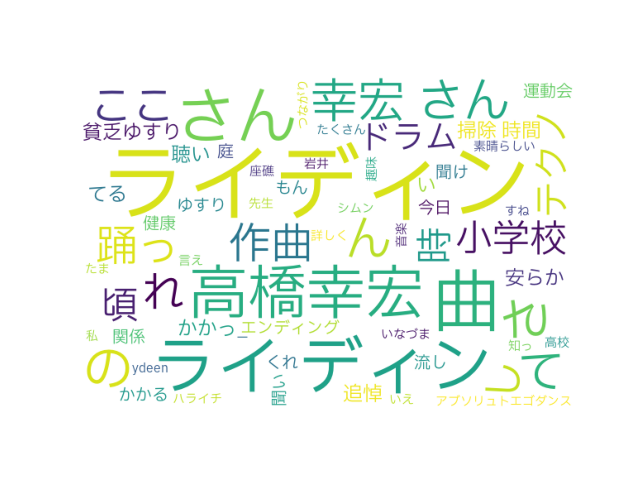 ここ
さん
幸宏 さん
運動会
つながり
貧乏ゆすり
たくさん
ドラム
掃除 時間
素晴らしい
テクノ
聴い
庭
岩井
座礁
趣味
聞け
ライディン
てる
ゆすり
もん
い
先生
シムン
今日
すね
健康
踊っ
作曲
ん
詳しく
音楽
時
小学校
言え
たま
頃
れ
高橋幸宏
曲
れ
安らか
かかっ
エンディング
いなづま
私
関係
ー
知っ
高校
の
ydeen
ライディン
くれ
流し
して
かかる
ハライチ
聞い
追悼
いえ
アブソリュトエゴダンス